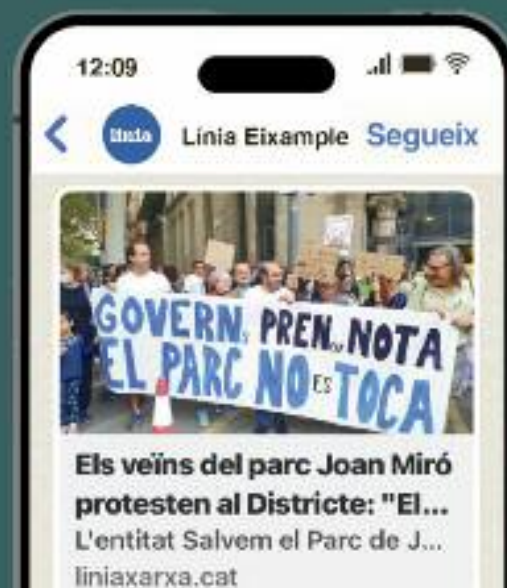 12:09
línia
Línia Eixample
Segueix
GOVERN, PREN NOTA
EL PARC NO ES TOCA
Els veïns del parc Joan Miró
protesten al Districte: "El...
L'entitat Salvem el Parc de J...
liniaxarxa.cat